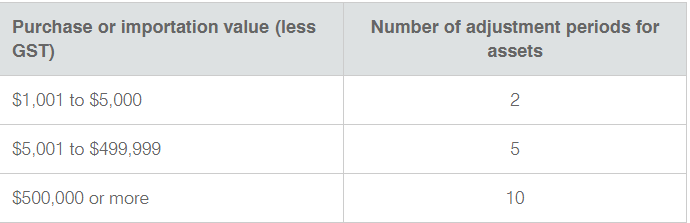 Purchase or importation value (less
GST)
Number of adjustment periods for
assets
$1,001 to $5,000
2
$5,001 to $499,999
5
$500,000 or more
10